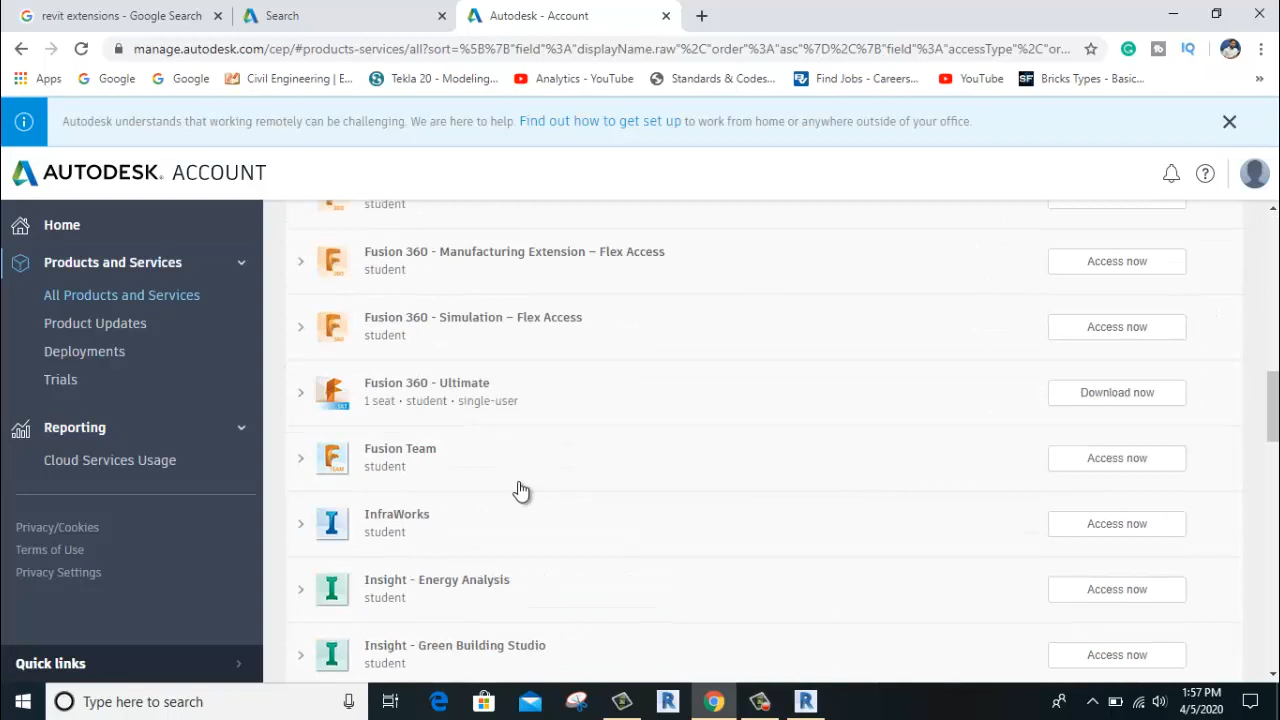 revit extensions - Google Search
Search
Autodesk - Account
manage.autodesk.com/cep/#products-services/all?sort=%5B%7B"field"%3A"displayName.raw"%2C"order"%3A"asc"%7D%2C%7B"field"%3A"accessType"%2C"or...
Apps
Google
Google
Civil Engineering | E...
Tekla 20 - Modeling...
Analytics - YouTube
Standards & Codes...
Find Jobs - Careers...
YouTube
SF
Bricks Types - Basic...
»
Autodesk understands that working remotely can be challenging. We are here to help. Find out how to get set up to work from home or anywhere outside of your office.
AUTODESK. ACCOUNT
Home
Products and Services
All Products and Services
Product Updates
Deployments
Trials
Reporting
Cloud Services Usage
Privacy/Cookies
Terms of Use
Privacy Settings
Quick links
student
Fusion 360 - Manufacturing Extension – Flex Access
student
Access now
Fusion 360 - Simulation – Flex Access
student
Access now
Fusion 360 - Ultimate
1 seat • student • single-user
Download now
Fusion Team
student
Access now
InfraWorks
student
Access now
Insight - Energy Analysis
student
Access now
Insight - Green Building Studio
student
Access now
Type here to search
1:57 PM
4/5/2020